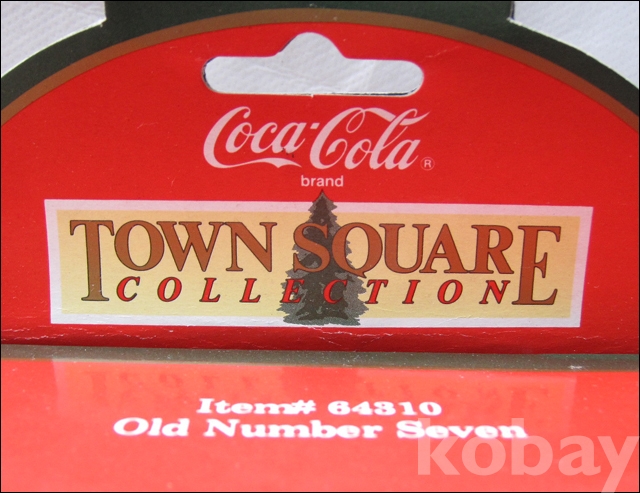 Coca-Cola ®
brand
TOWN SQUARE
COLLECTION
Item# 64310
Old Number Seven
kobay